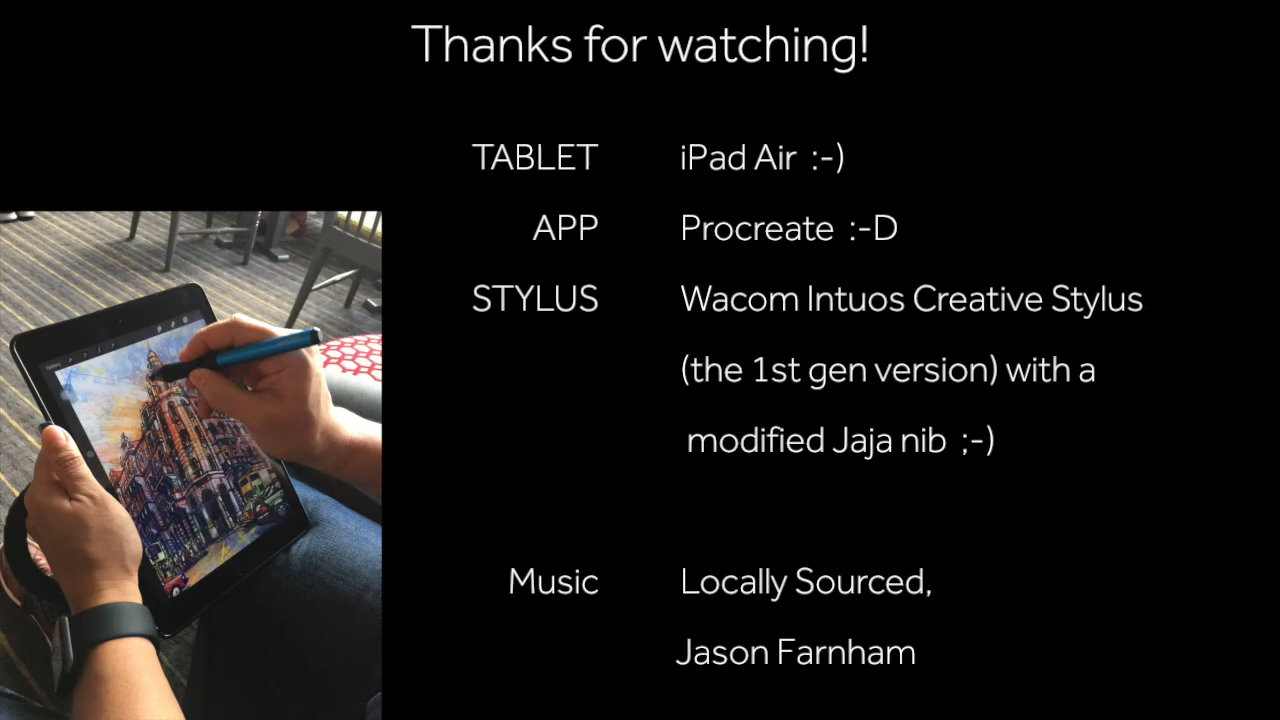 Thanks for watching!
TABLET iPad Air :-)
APP Procreate :-D
STYLUS Wacom Intuos Creative Stylus
(the 1st gen version) with a
modified Jaja nib ;-)
Music Locally Sourced,
Jason Farnham